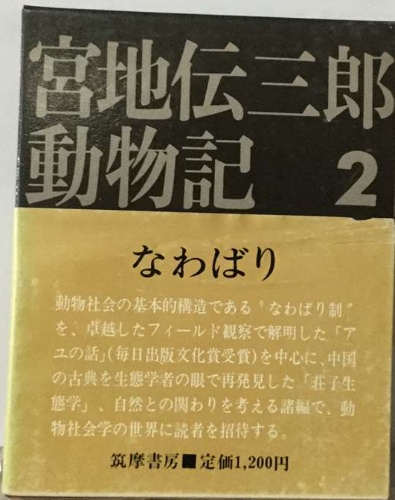 宮地伝三郎
動物記 2
なわばり
動物社会の基本的構造である〝なわばり制〟
を、卓越したフィールド観察で解明した「ア
ユの話」(毎日出版文化賞受賞)を中心に、中国
の古典を生態学者の眼で再発見した「荘子生
態学」、自然との関わりを考える諸編で、動
物社会学の世界に読者を招待する。
筑摩書房■定価1,200円